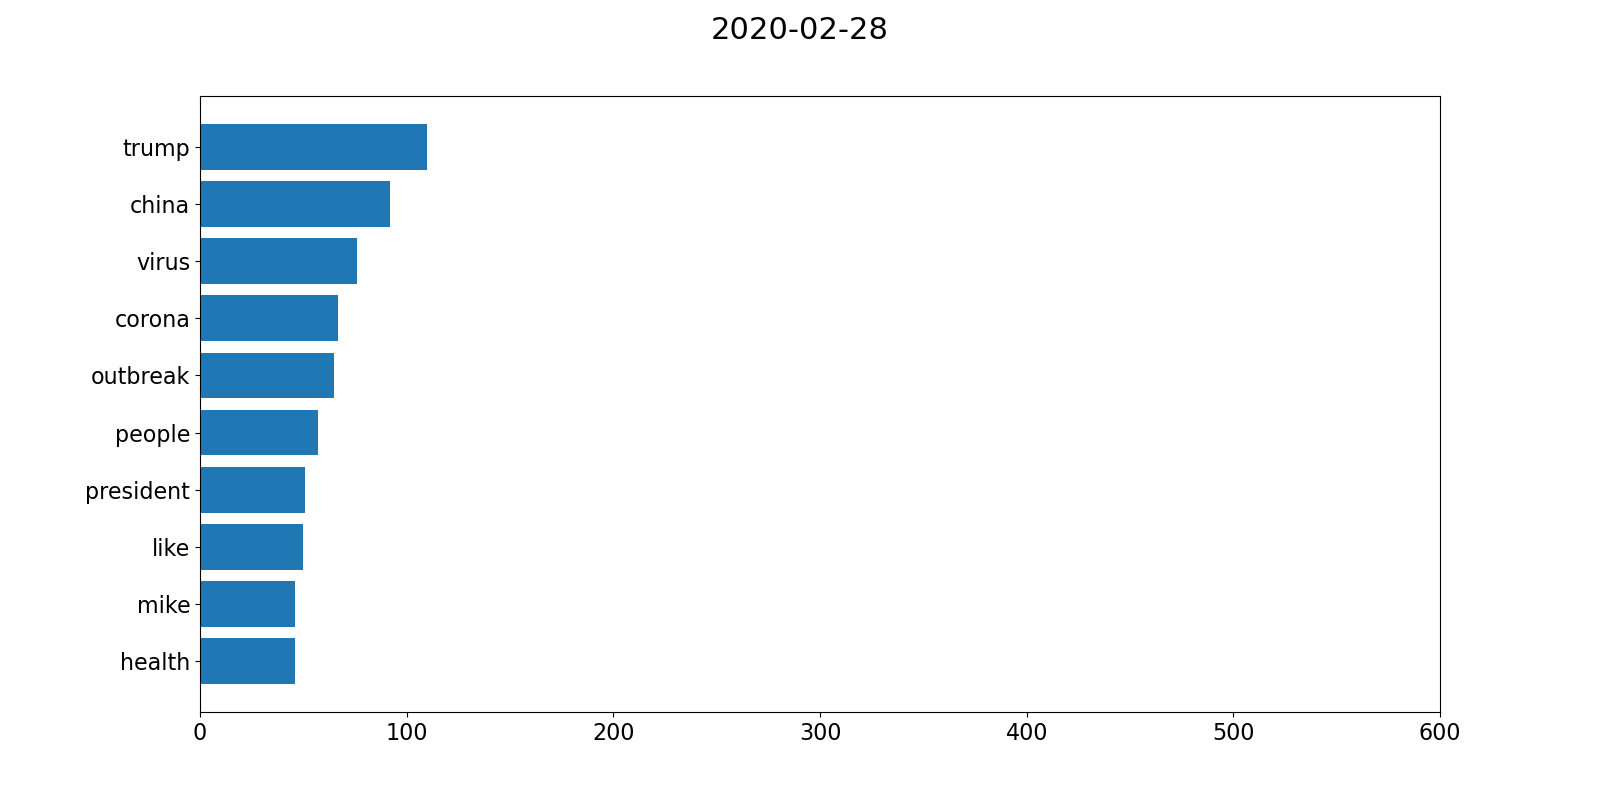 2020-02-28
trump
china
virus
corona
outbreak
people
president
like
mike
health
0 100 200 300 400 500 600